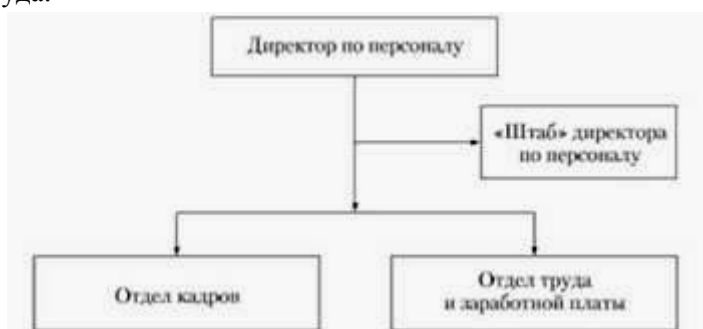 Директор по персоналу
«Штаб» директора
по персоналу
Отдел кадров
Отдел труда
и заработной платы